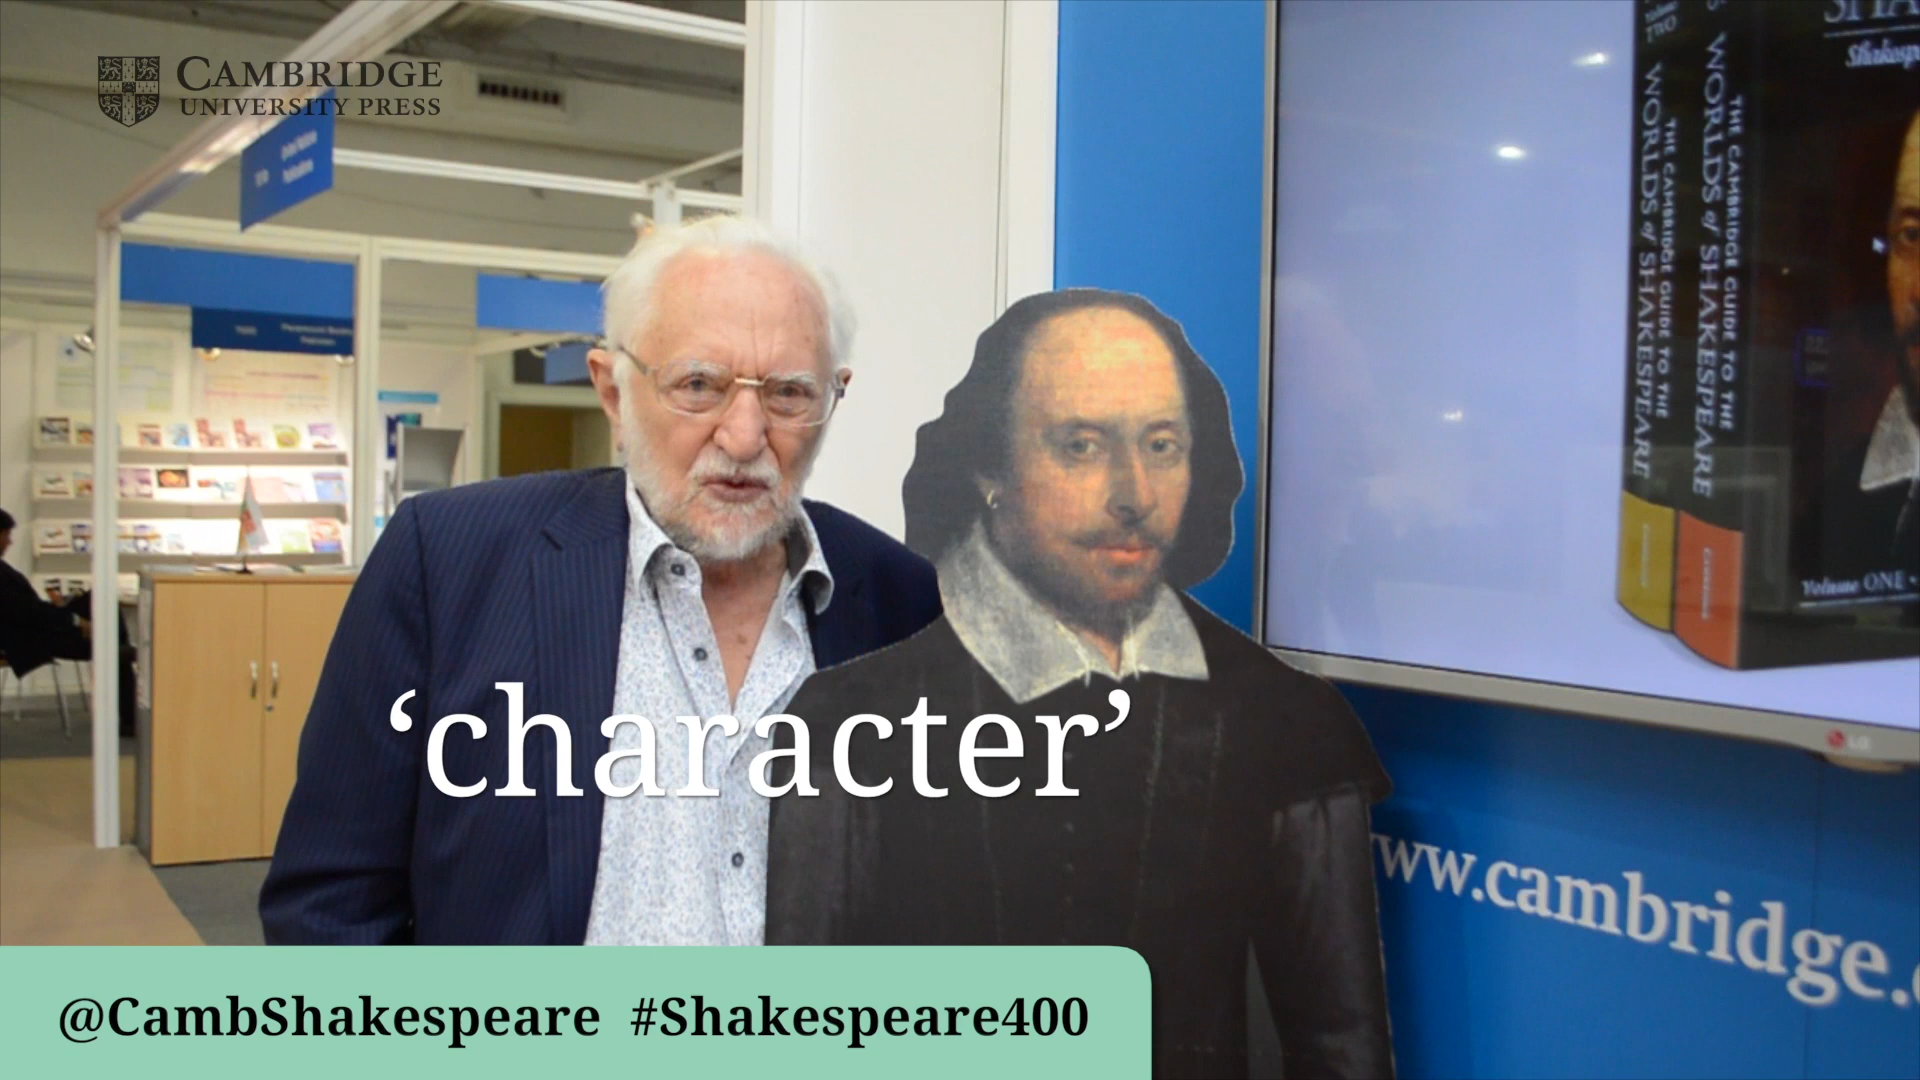 CAMBRIDGE
UNIVERSITY PRESS
THE CAMBRIDGE GUIDE TO THE
WORLDS of SHAKESPEARE
THE CAMBRIDGE GUIDE TO THE
WORLDS of SHAKESPEARE
Volume ONE
LG
‘character’
www.cambridge.
@CambShakespeare #Shakespeare400